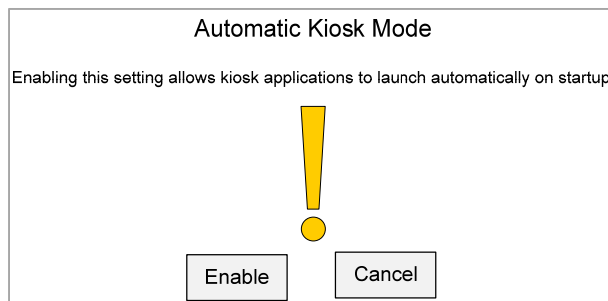 Automatic Kiosk Mode
Enabling this setting allows kiosk applications to launch automatically on startup
Enable
Cancel